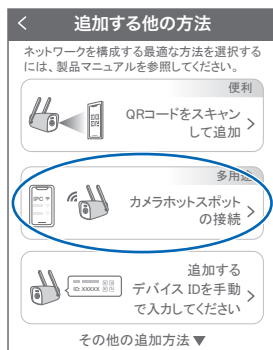 < 追加する他の方法
ネットワークを構成する最適な方法を選択する
には、製品マニュアルを参照してください。
便利
QRコードをスキャン
して追加 >
多用途
IPC
カメラホットスポット
の接続 >
ID: XXXXX
追加する
デバイス IDを手動
で入力してください >
その他の追加方法▼